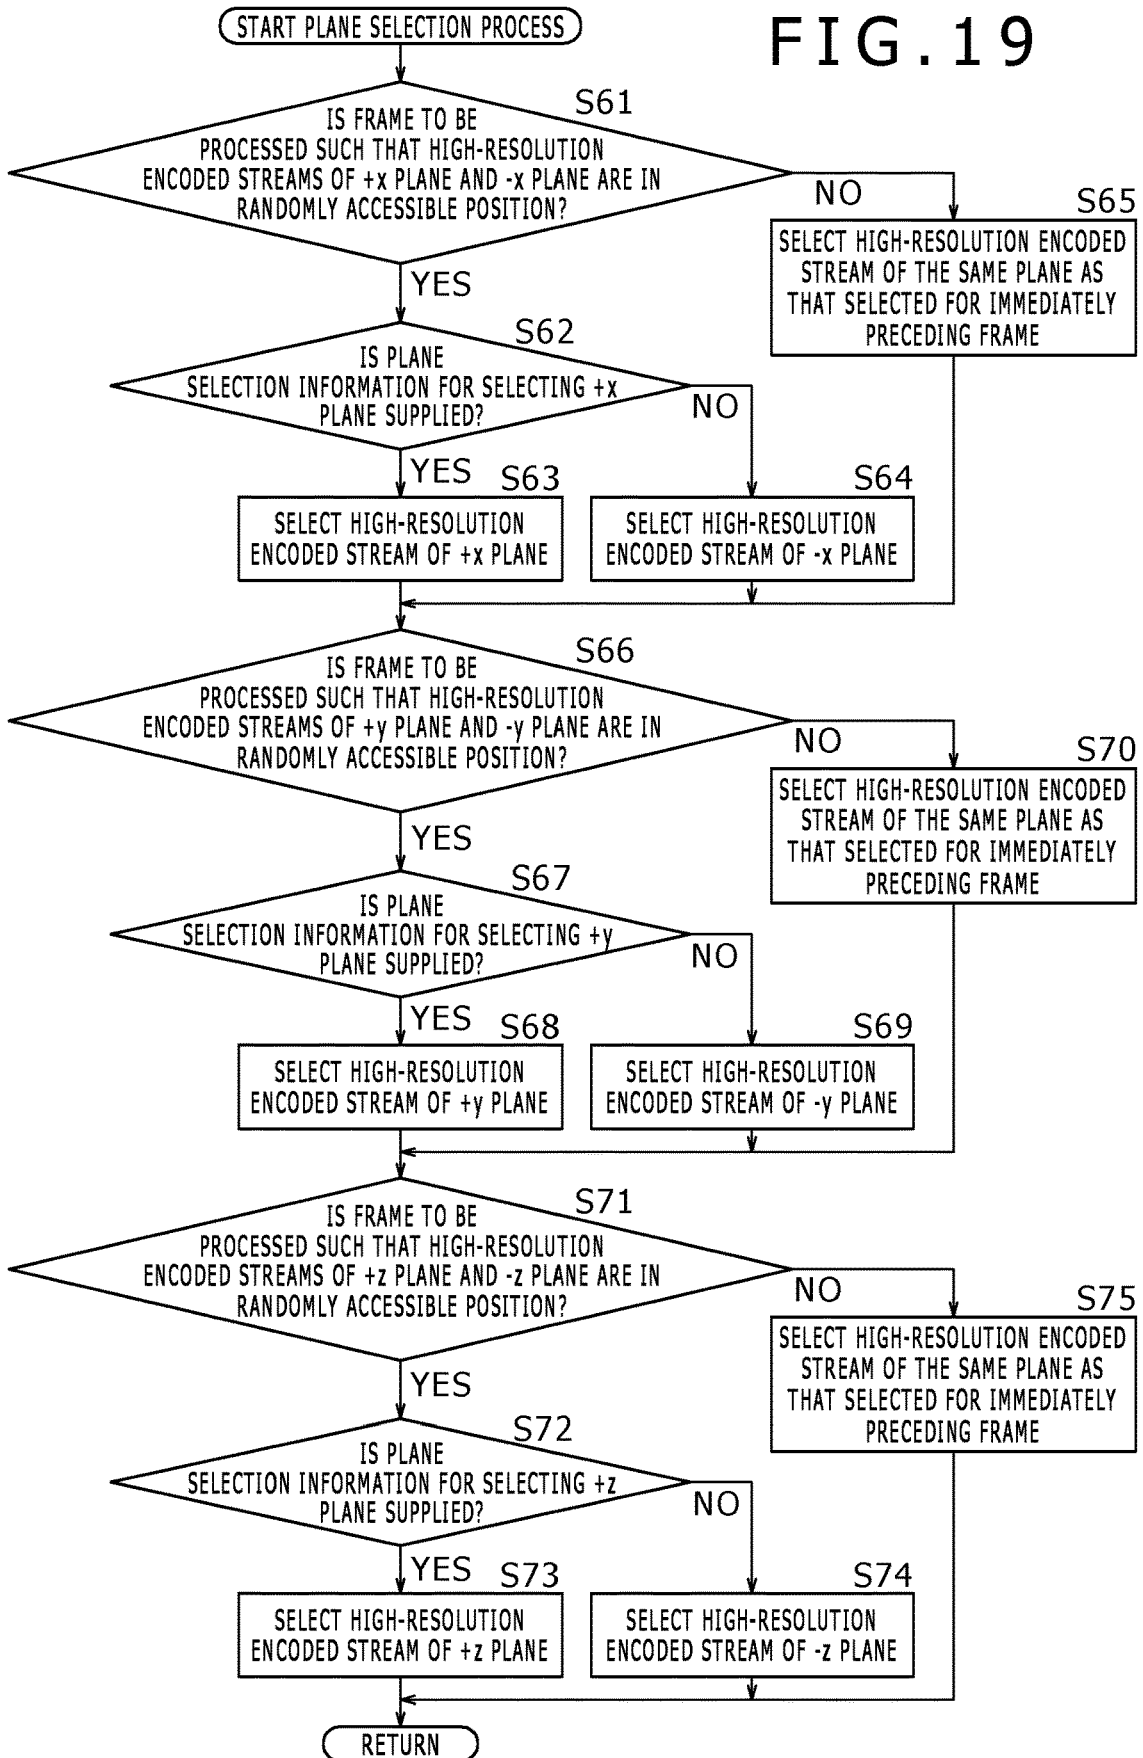 START PLANE SELECTION PROCESS
FIG.19
S61
IS FRAME TO BE
PROCESSED SUCH THAT HIGH-RESOLUTION
ENCODED STREAMS OF +x PLANE AND -x PLANE ARE IN
RANDOMLY ACCESSIBLE POSITION?
NO
S65
SELECT HIGH-RESOLUTION ENCODED
STREAM OF THE SAME PLANE AS
THAT SELECTED FOR IMMEDIATELY
PRECEDING FRAME
YES
S62
IS PLANE
SELECTION INFORMATION FOR SELECTING +x
PLANE SUPPLIED?
NO
YES
S63
SELECT HIGH-RESOLUTION
ENCODED STREAM OF +x PLANE
S64
SELECT HIGH-RESOLUTION
ENCODED STREAM OF -x PLANE
S66
IS FRAME TO BE
PROCESSED SUCH THAT HIGH-RESOLUTION
ENCODED STREAMS OF +y PLANE AND -y PLANE ARE IN
RANDOMLY ACCESSIBLE POSITION?
NO
S70
SELECT HIGH-RESOLUTION ENCODED
STREAM OF THE SAME PLANE AS
THAT SELECTED FOR IMMEDIATELY
PRECEDING FRAME
YES
S67
IS PLANE
SELECTION INFORMATION FOR SELECTING +y
PLANE SUPPLIED?
NO
YES
S68
SELECT HIGH-RESOLUTION
ENCODED STREAM OF +y PLANE
S69
SELECT HIGH-RESOLUTION
ENCODED STREAM OF -y PLANE
S71
IS FRAME TO BE
PROCESSED SUCH THAT HIGH-RESOLUTION
ENCODED STREAMS OF +z PLANE AND -z PLANE ARE IN
RANDOMLY ACCESSIBLE POSITION?
NO
S75
SELECT HIGH-RESOLUTION ENCODED
STREAM OF THE SAME PLANE AS
THAT SELECTED FOR IMMEDIATELY
PRECEDING FRAME
YES
S72
IS PLANE
SELECTION INFORMATION FOR SELECTING +z
PLANE SUPPLIED?
NO
YES
S73
SELECT HIGH-RESOLUTION
ENCODED STREAM OF +z PLANE
S74
SELECT HIGH-RESOLUTION
ENCODED STREAM OF -z PLANE
RETURN